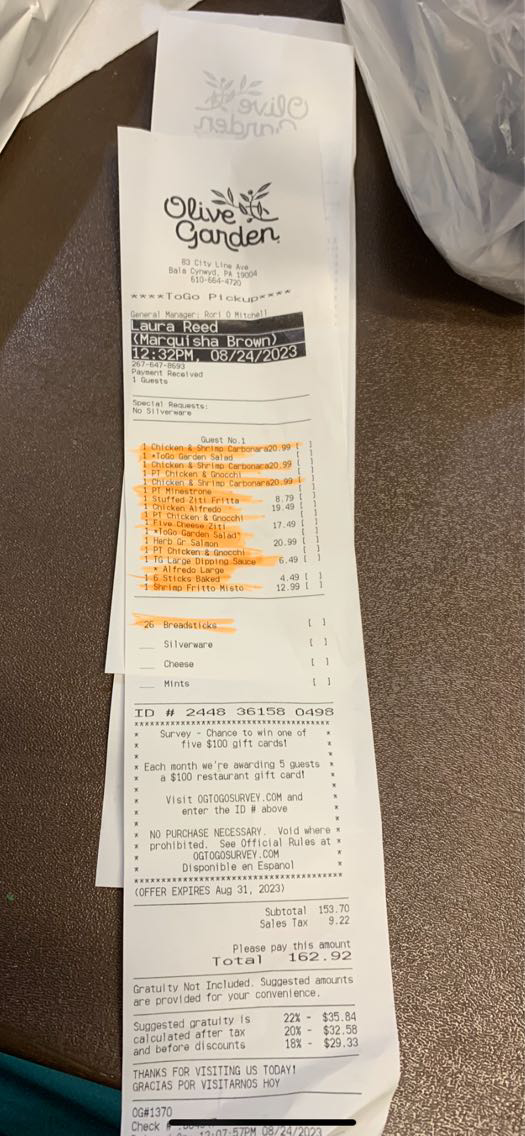 Olive
Garden
Olive
Garden
83 City Line Ave
Bala Cynwyd, PA 19004
610-664-4720
****ToGo Pickup****
General Manager: Rori O Mitchell
Laura Reed
(Marquisha Brown)
12:32PM, 08/24/2023
267-647-8693
Payment Received
1 Guests
Special Requests:
No Silverware
Guest No.1
1 Chicken & Shrimp Carbonara20.99 [ ]
1 *ToGo Garden Salad
1 Chicken & Shrimp Carbonara20.99 [ ]
1 PT Chicken & Gnocchi [ ]
1 Chicken & Shrimp Carbonara20.99 [ ]
1 PT Minestrone [ ]
1 Stuffed Ziti Fritta 8.79 [ ]
1 Chicken Alfredo 19.49 [ ]
1 PT Chicken & Gnocchi [ ]
1 Five Cheese Ziti 17.49 [ ]
1 *ToGo Garden Salad* [ ]
1 Herb Gr Salmon 20.99 [ ]
1 PT Chicken & Gnocchi [ ]
1 TG Large Dipping Sauce 6.49 [ ]
* Alfredo Large
1 6 Sticks Baked 4.49 [ ]
1 Shrimp Fritto Misto 12.99 [ ]
26 Breadsticks [ ]
___ Silverware [ ]
___ Cheese [ ]
___ Mints [ ]
ID # 2448 36158 0498
**********************************
* Survey - Chance to win one of *
* five $100 gift cards! *
* Each month we're awarding 5 guests *
* a $100 restaurant gift card! *
* Visit OGTOGOSURVEY.COM and *
* enter the ID # above *
* NO PURCHASE NECESSARY. Void where *
* prohibited. See Official Rules at *
* OGTOGOSURVEY.COM *
* Disponible en Espanol *
**********************************
(OFFER EXPIRES Aug 31, 2023)
Subtotal 153.70
Sales Tax 9.22
Please pay this amount
Total 162.92
Gratuity Not Included. Suggested amounts
are provided for your convenience.
Suggested gratuity is 22% - $35.84
calculated after tax 20% - $32.58
and before discounts 18% - $29.33
THANKS FOR VISITING US TODAY!
GRACIAS POR VISITARNOS HOY
OG#1370
Check #
08/24/2023